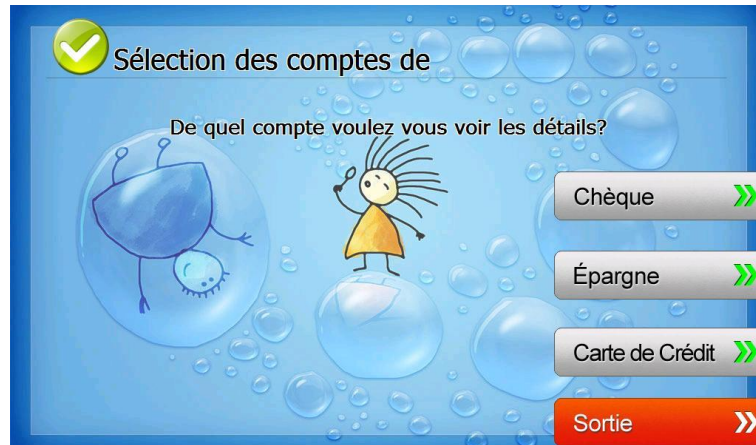 Sélection des comptes de
De quel compte voulez vous voir les détails?
Chèque
Épargne
Carte de Crédit
Sortie